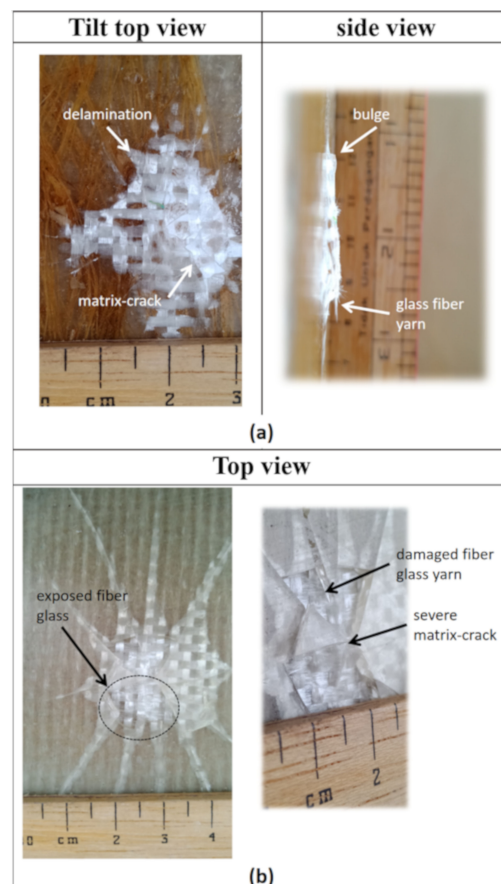 Tilt top view
side view
delamination
matrix-crack
cm
2
3
bulge
glass fiber
yarn
(a)
Top view
exposed fiber
glass
0
cm
2
3
4
damaged fiber
glass yarn
severe
matrix-crack
cm
2
(b)